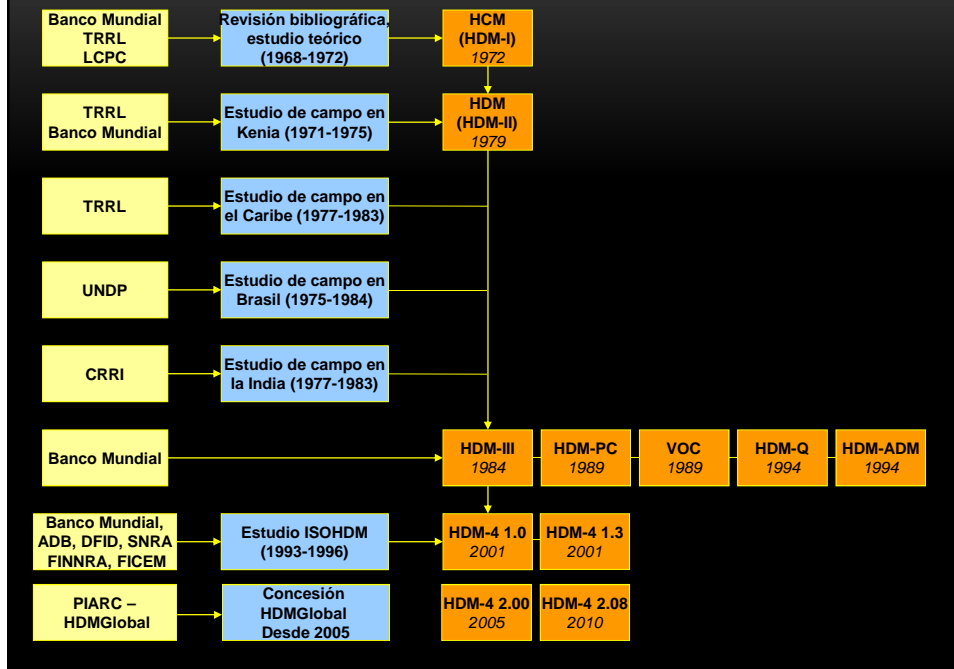 Banco Mundial
TRRL
LCPC
Revisión bibliográfica,
estudio teórico
(1968-1972)
HCM
(HDM-I)
1972
TRRL
Banco Mundial
Estudio de campo en
Kenia (1971-1975)
HDM
(HDM-II)
1979
TRRL
Estudio de campo en
el Caribe (1977-1983)
UNDP
Estudio de campo en
Brasil (1975-1984)
CRRI
Estudio de campo en
la India (1977-1983)
Banco Mundial
HDM-III
1984
HDM-PC
1989
VOC
1989
HDM-Q
1994
HDM-ADM
1994
Banco Mundial,
ADB, DFID, SNRA
FINNRA, FICEM
Estudio ISOHDM
(1993-1996)
HDM-4 1.0
2001
HDM-4 1.3
2001
PIARC –
HDMGlobal
Concesión
HDMGlobal
Desde 2005
HDM-4 2.00
2005
HDM-4 2.08
2010